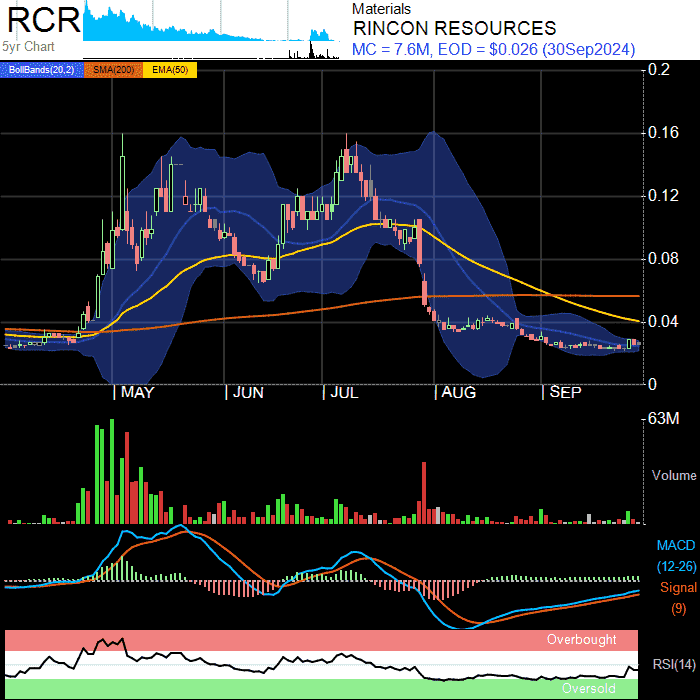 RCR
5yr Chart
Materials
RINCON RESOURCES
MC = 7.6M, EOD = $0.026 (30Sep2024)
BollBands(20,2) SMA(200) EMA(50)
0.2
0.16
0.12
0.08
0.04
0
MAY JUN JUL AUG SEP
63M
Volume
MACD
(12-26)
Signal
(9)
Overbought
RSI(14)
Oversold